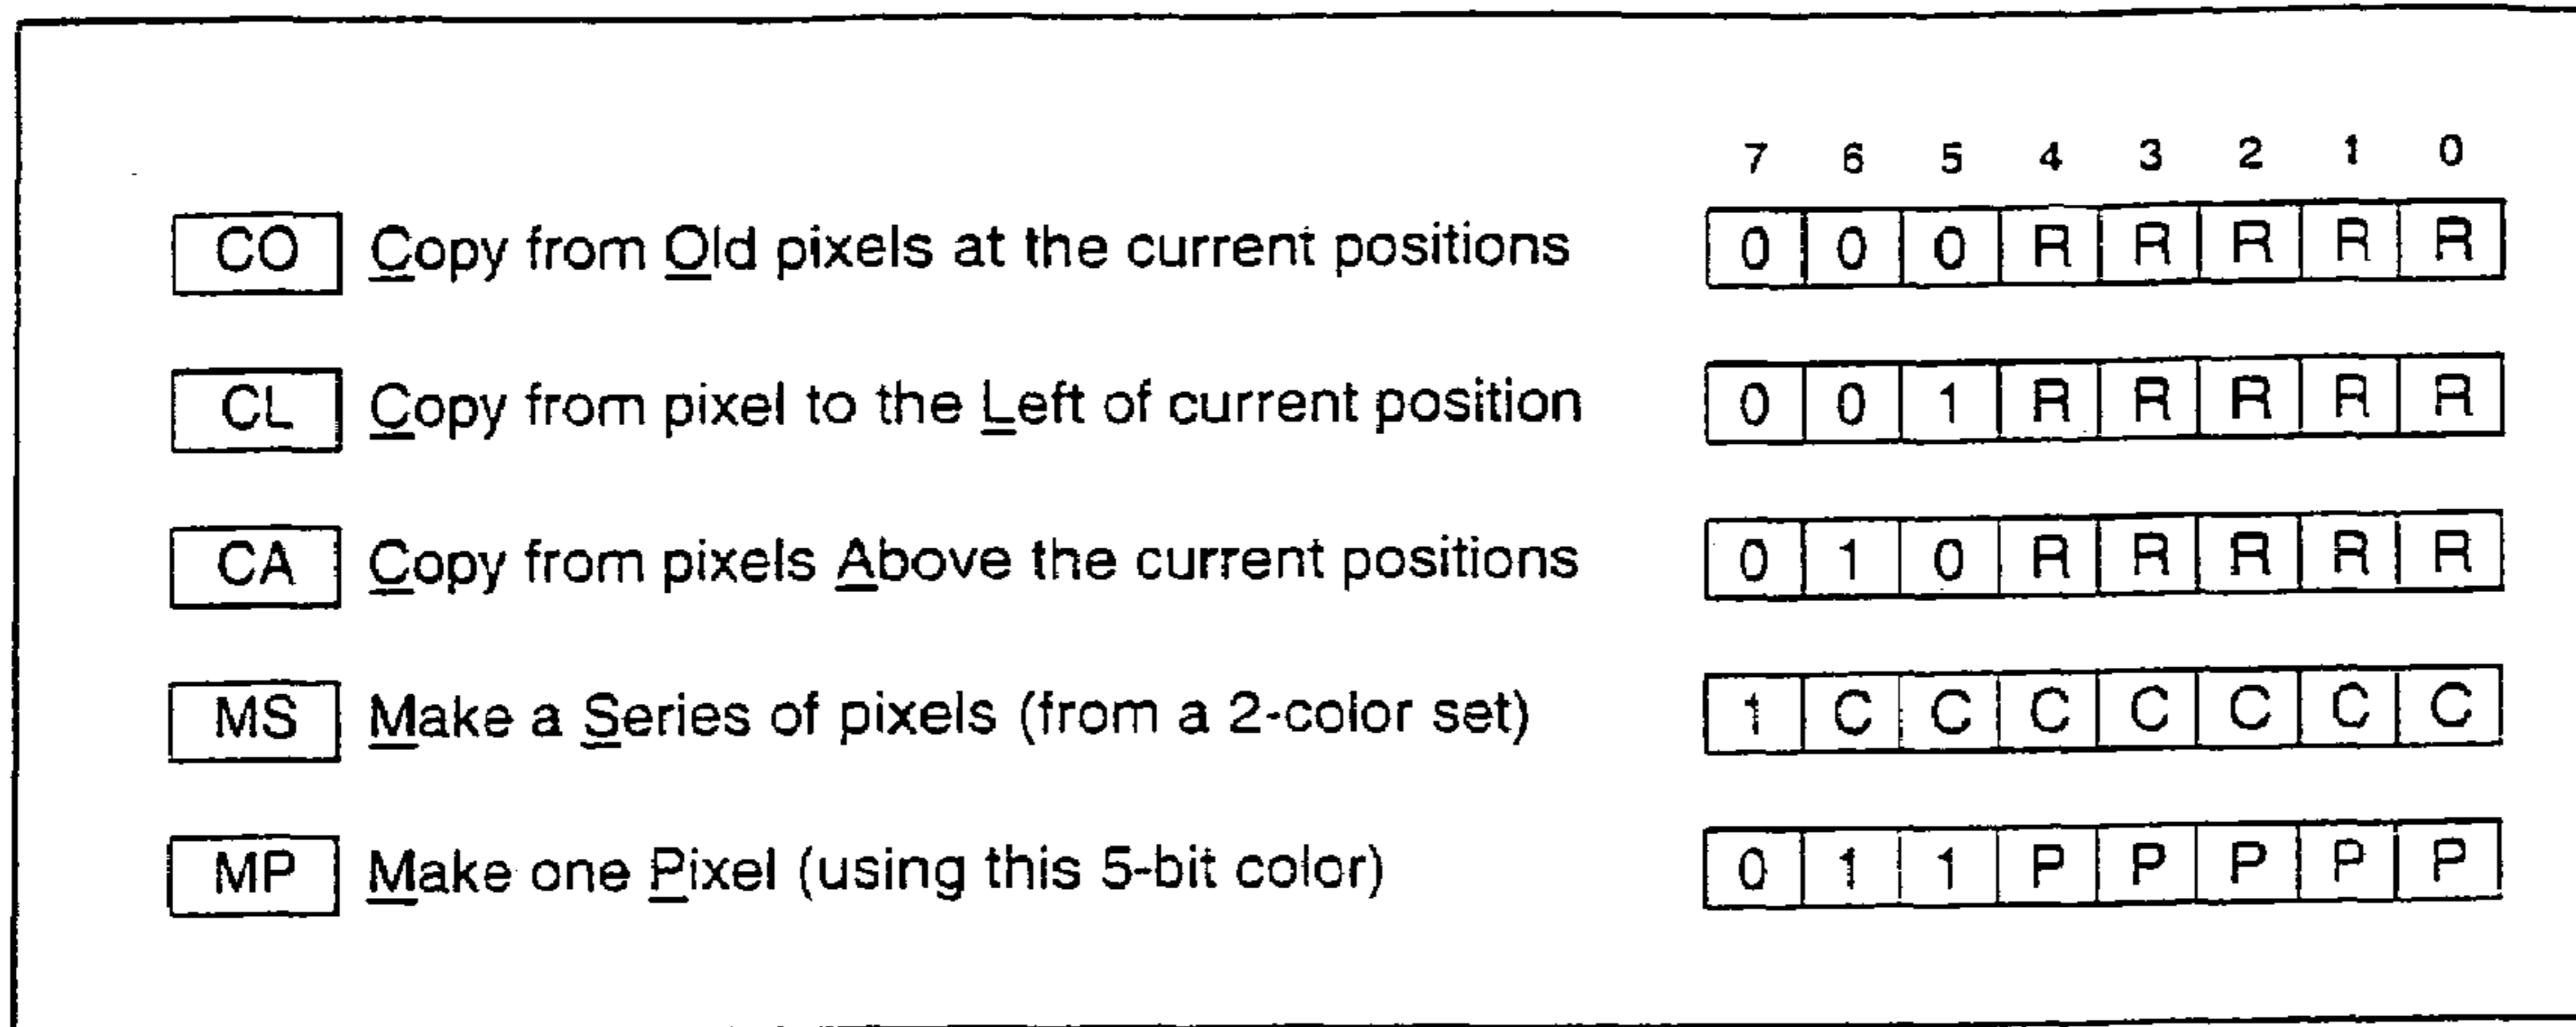 7 6 5 4 3 2 1 0
CO Copy from Old pixels at the current positions 0 0 0 R R R R R
CL Copy from pixel to the Left of current position 0 0 1 R R R R R
CA Copy from pixels Above the current positions 0 1 0 R R R R R
MS Make a Series of pixels (from a 2-color set) 1 C C C C C C C
MP Make one Pixel (using this 5-bit color) 0 1 1 P P P P P